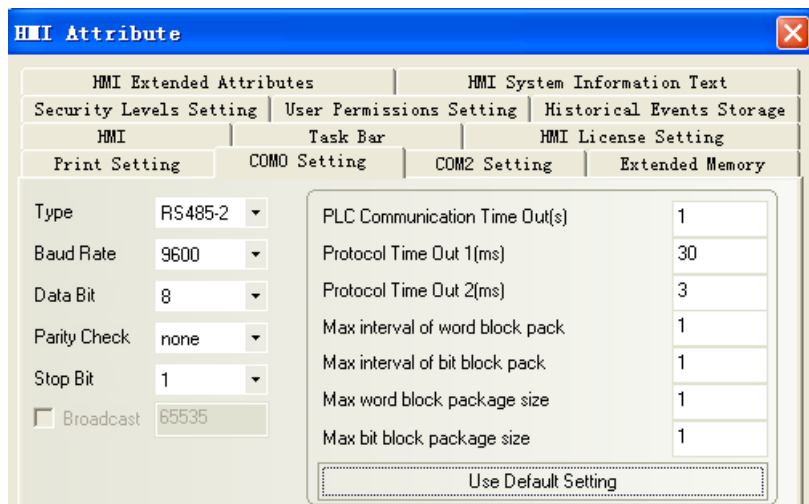 HMI Attribute
HMI Extended Attributes HMI System Information Text
Security Levels Setting User Permissions Setting Historical Events Storage
HMI Task Bar HMI License Setting
Print Setting COM0 Setting COM2 Setting Extended Memory
Type RS485-2
Baud Rate 9600
Data Bit 8
Parity Check none
Stop Bit 1
Broadcast 65535
PLC Communication Time Out(s) 1
Protocol Time Out 1(ms) 30
Protocol Time Out 2(ms) 3
Max interval of word block pack 1
Max interval of bit block pack 1
Max word block package size 1
Max bit block package size 1
Use Default Setting